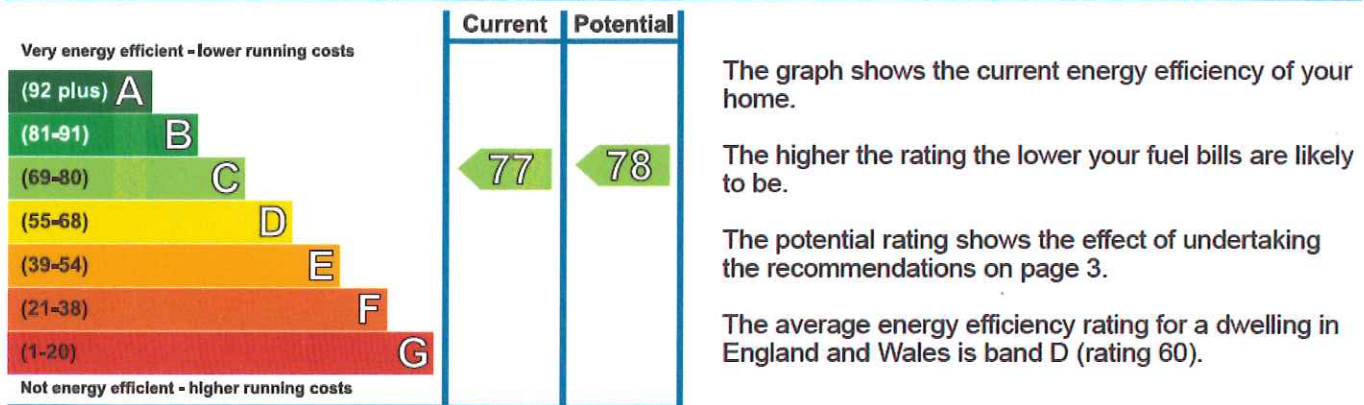 Current Potential
Very energy efficient - lower running costs
(92 plus) A
(81-91) B
(69-80) C
77 78
(55-68) D
(39-54) E
(21-38) F
(1-20) G
Not energy efficient - higher running costs
The graph shows the current energy efficiency of your
home.
The higher the rating the lower your fuel bills are likely
to be.
The potential rating shows the effect of undertaking
the recommendations on page 3.
The average energy efficiency rating for a dwelling in
England and Wales is band D (rating 60).